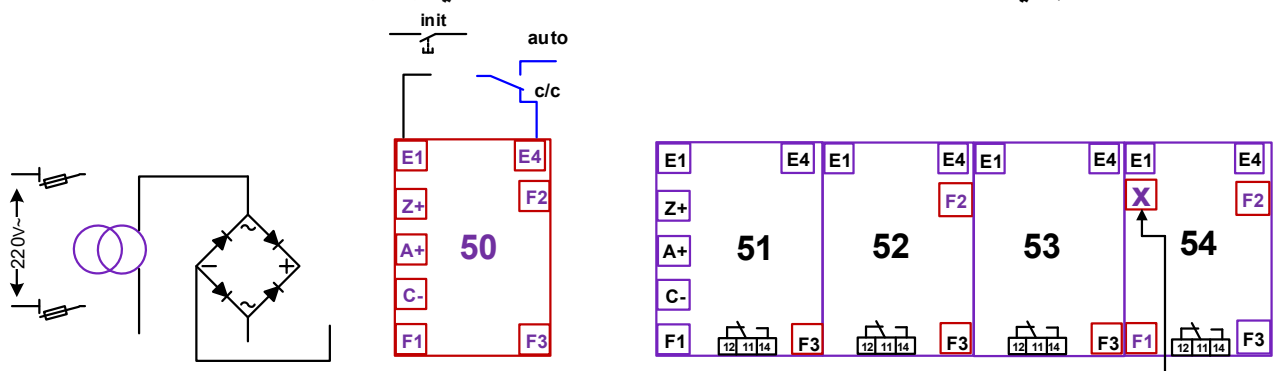 init
auto
c/c
220V~
~
−
+
~
E1 E4
Z+ F2
A+ 50
C-
F1 F3
E1 E4 E1 E4 E1 E4 E1 E4
Z+ F2 X F2
A+ 51 52 53 54
C-
F1 12 11 14 F3 12 11 14 F3 12 11 14 F3 F1 12 11 14 F3